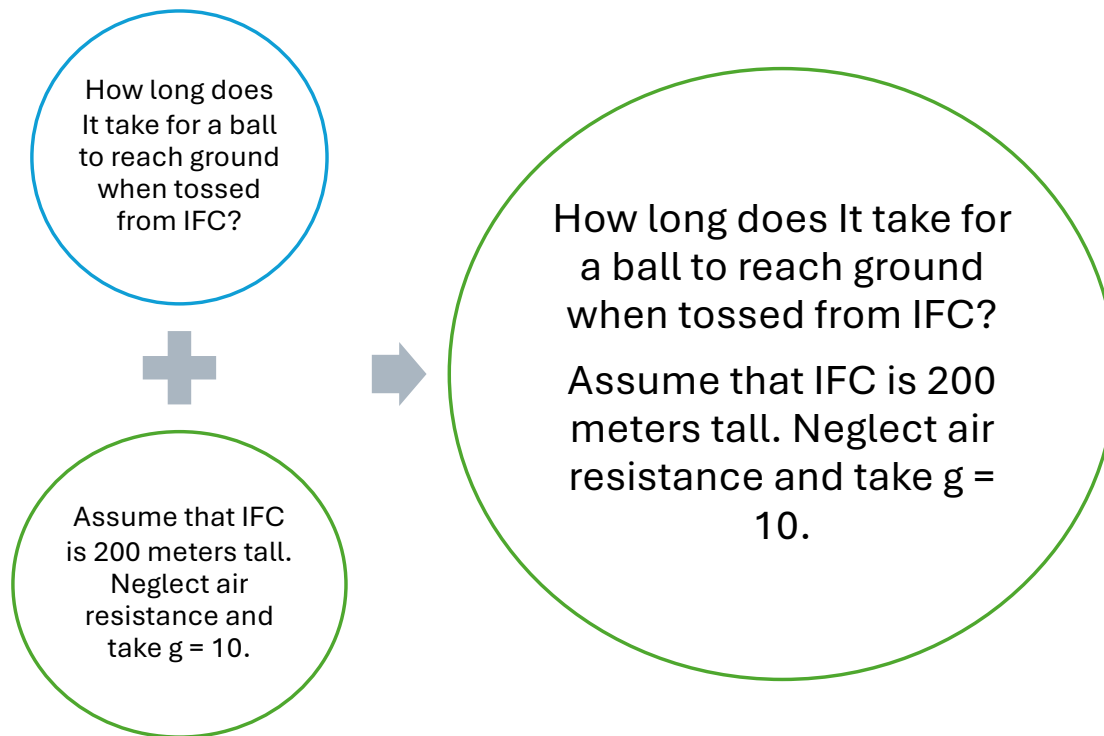 How long does
It take for a ball
to reach ground
when tossed
from IFC?
Assume that IFC
is 200 meters tall.
Neglect air
resistance and
take g = 10.
How long does It take for
a ball to reach ground
when tossed from IFC?
Assume that IFC is 200
meters tall. Neglect air
resistance and take g =
10.